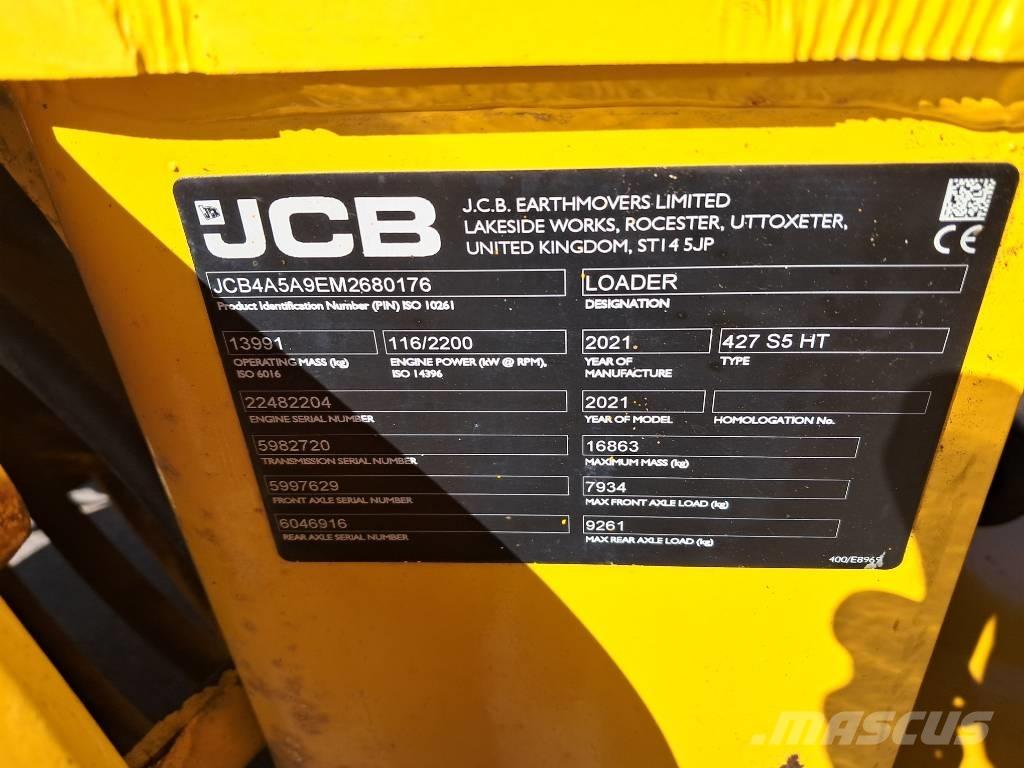 JCB
J.C.B. EARTHMOVERS LIMITED
LAKESIDE WORKS, ROCESTER, UTTOXETER,
UNITED KINGDOM, ST14 5JP
CE
JCB4A5A9EM2680176
Product Identification Number (PIN) ISO 10261
LOADER
DESIGNATION
13991
OPERATING MASS (kg)
ISO 6016
116/2200
ENGINE POWER (kW @ RPM),
ISO 14396
2021
YEAR OF
MANUFACTURE
427 S5 HT
TYPE
22482204
ENGINE SERIAL NUMBER
2021
YEAR OF MODEL
HOMOLOGATION No.
5982720
TRANSMISSION SERIAL NUMBER
16863
MAXIMUM MASS (kg)
5997629
FRONT AXLE SERIAL NUMBER
7934
MAX FRONT AXLE LOAD (kg)
6046916
REAR AXLE SERIAL NUMBER
9261
MAX REAR AXLE LOAD (kg)
400/E8965
MASCUS